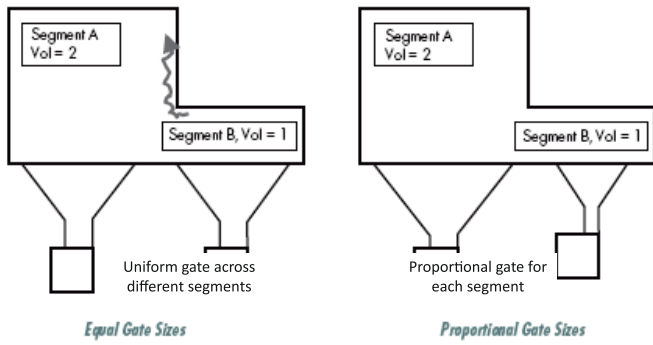 Segment A
Vol = 2
Segment B, Vol = 1
Uniform gate across
different segments
Equal Gate Sizes
Segment A
Vol = 2
Segment B, Vol = 1
Proportional gate for
each segment
Proportional Gate Sizes